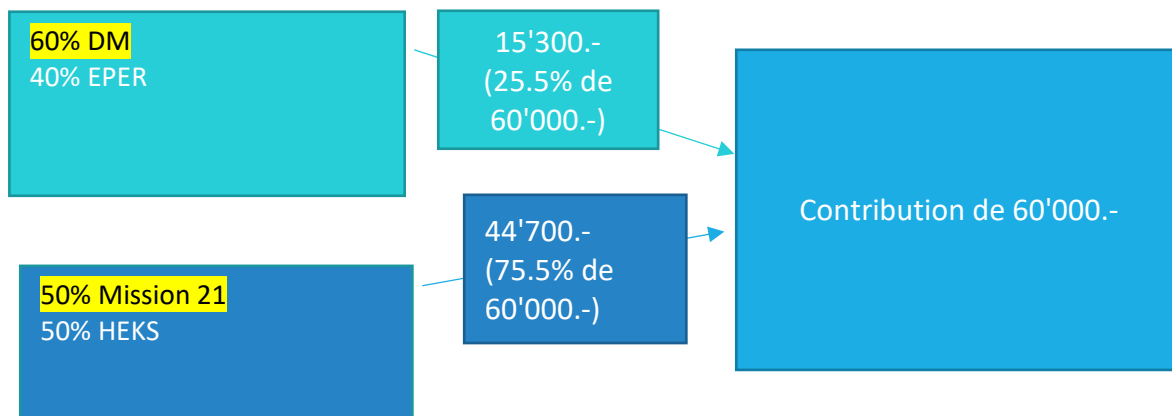 60% DM
40% EPER
15'300.-
(25.5% de
60'000.-)
50% Mission 21
50% HEKS
44'700.-
(75.5% de
60'000.-)
Contribution de 60'000.-